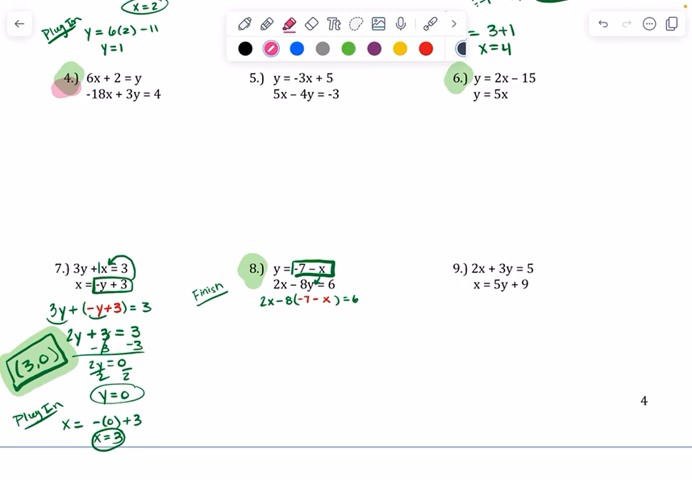 x=2
Plug In y = 6(2) -11
y=1
= 3+1
x=4
4.) 6x + 2 = y
-18x + 3y = 4
5.) y = -3x + 5
5x – 4y = -3
6.) y = 2x – 15
y = 5x
7.) 3y +1x = 3
x = -y + 3
3y + (-y+3) = 3
2y + 3 = 3
-3 -3
2y = 0
2 2
y=0
(3,0)
Plug In
x = -(0) +3
x=3
8.) y = -7 – x
2x – 8y = 6
Finish
2x-8(-7-x)=6
9.) 2x + 3y = 5
x = 5y + 9
4